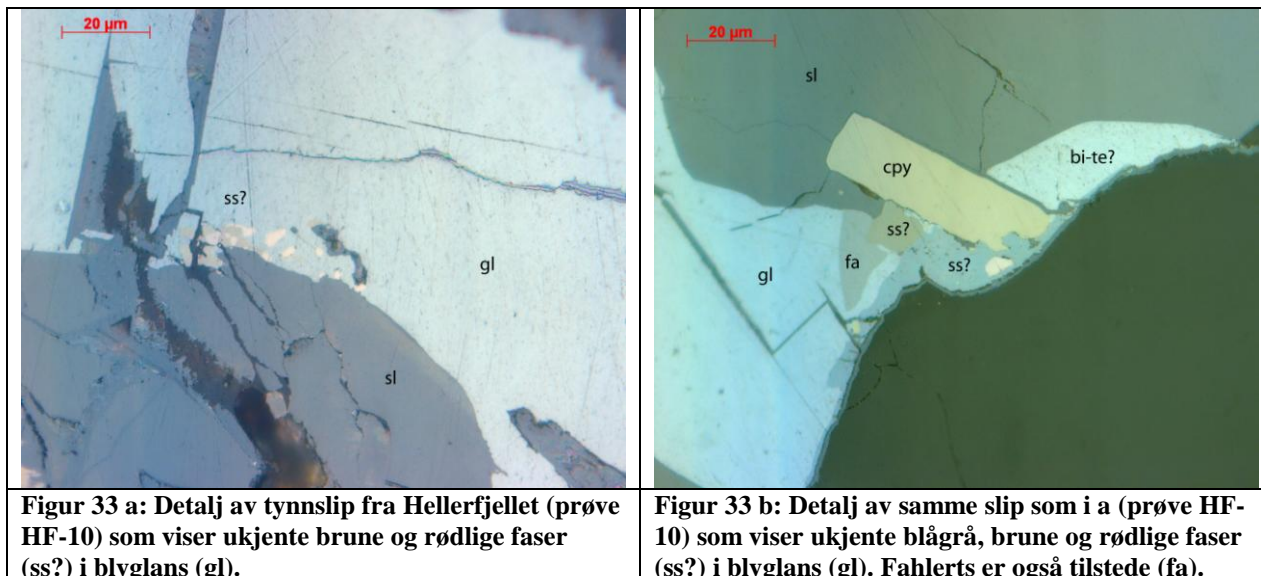 20 µm
ss?
gl
sl
20 µm
sl
cpy
bi-te?
ss?
fa
ss?
gl
Figur 33 a: Detalj av tynnslip fra Hellerfjellet (prøve
HF-10) som viser ukjente brune og rødlige faser
(ss?) i blyglans (gl).
Figur 33 b: Detalj av samme slip som i a (prøve HF-
10) som viser ukjente blågrå, brune og rødlige faser
(ss?) i blyglans (gl). Fahlerts er også tilstede (fa).